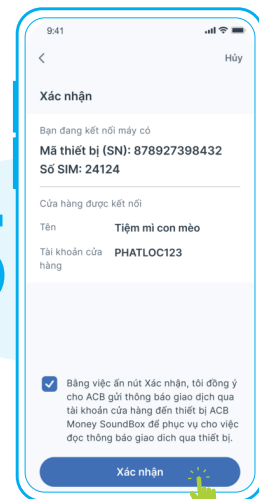 9:41
Hủy
Xác nhận
Bạn đang kết nối máy có
Mã thiết bị (SN): 878927398432
Số SIM: 24124
Cửa hàng được kết nối
Tên Tiệm mì con mèo
Tài khoản cửa PHATLOC123
hàng
Bằng việc ấn nút Xác nhận, tôi đồng ý
cho ACB gửi thông báo giao dịch qua
tài khoản cửa hàng đến thiết bị ACB
Money SoundBox để phục vụ cho việc
đọc thông báo giao dich qua thiết bị.
Xác nhận